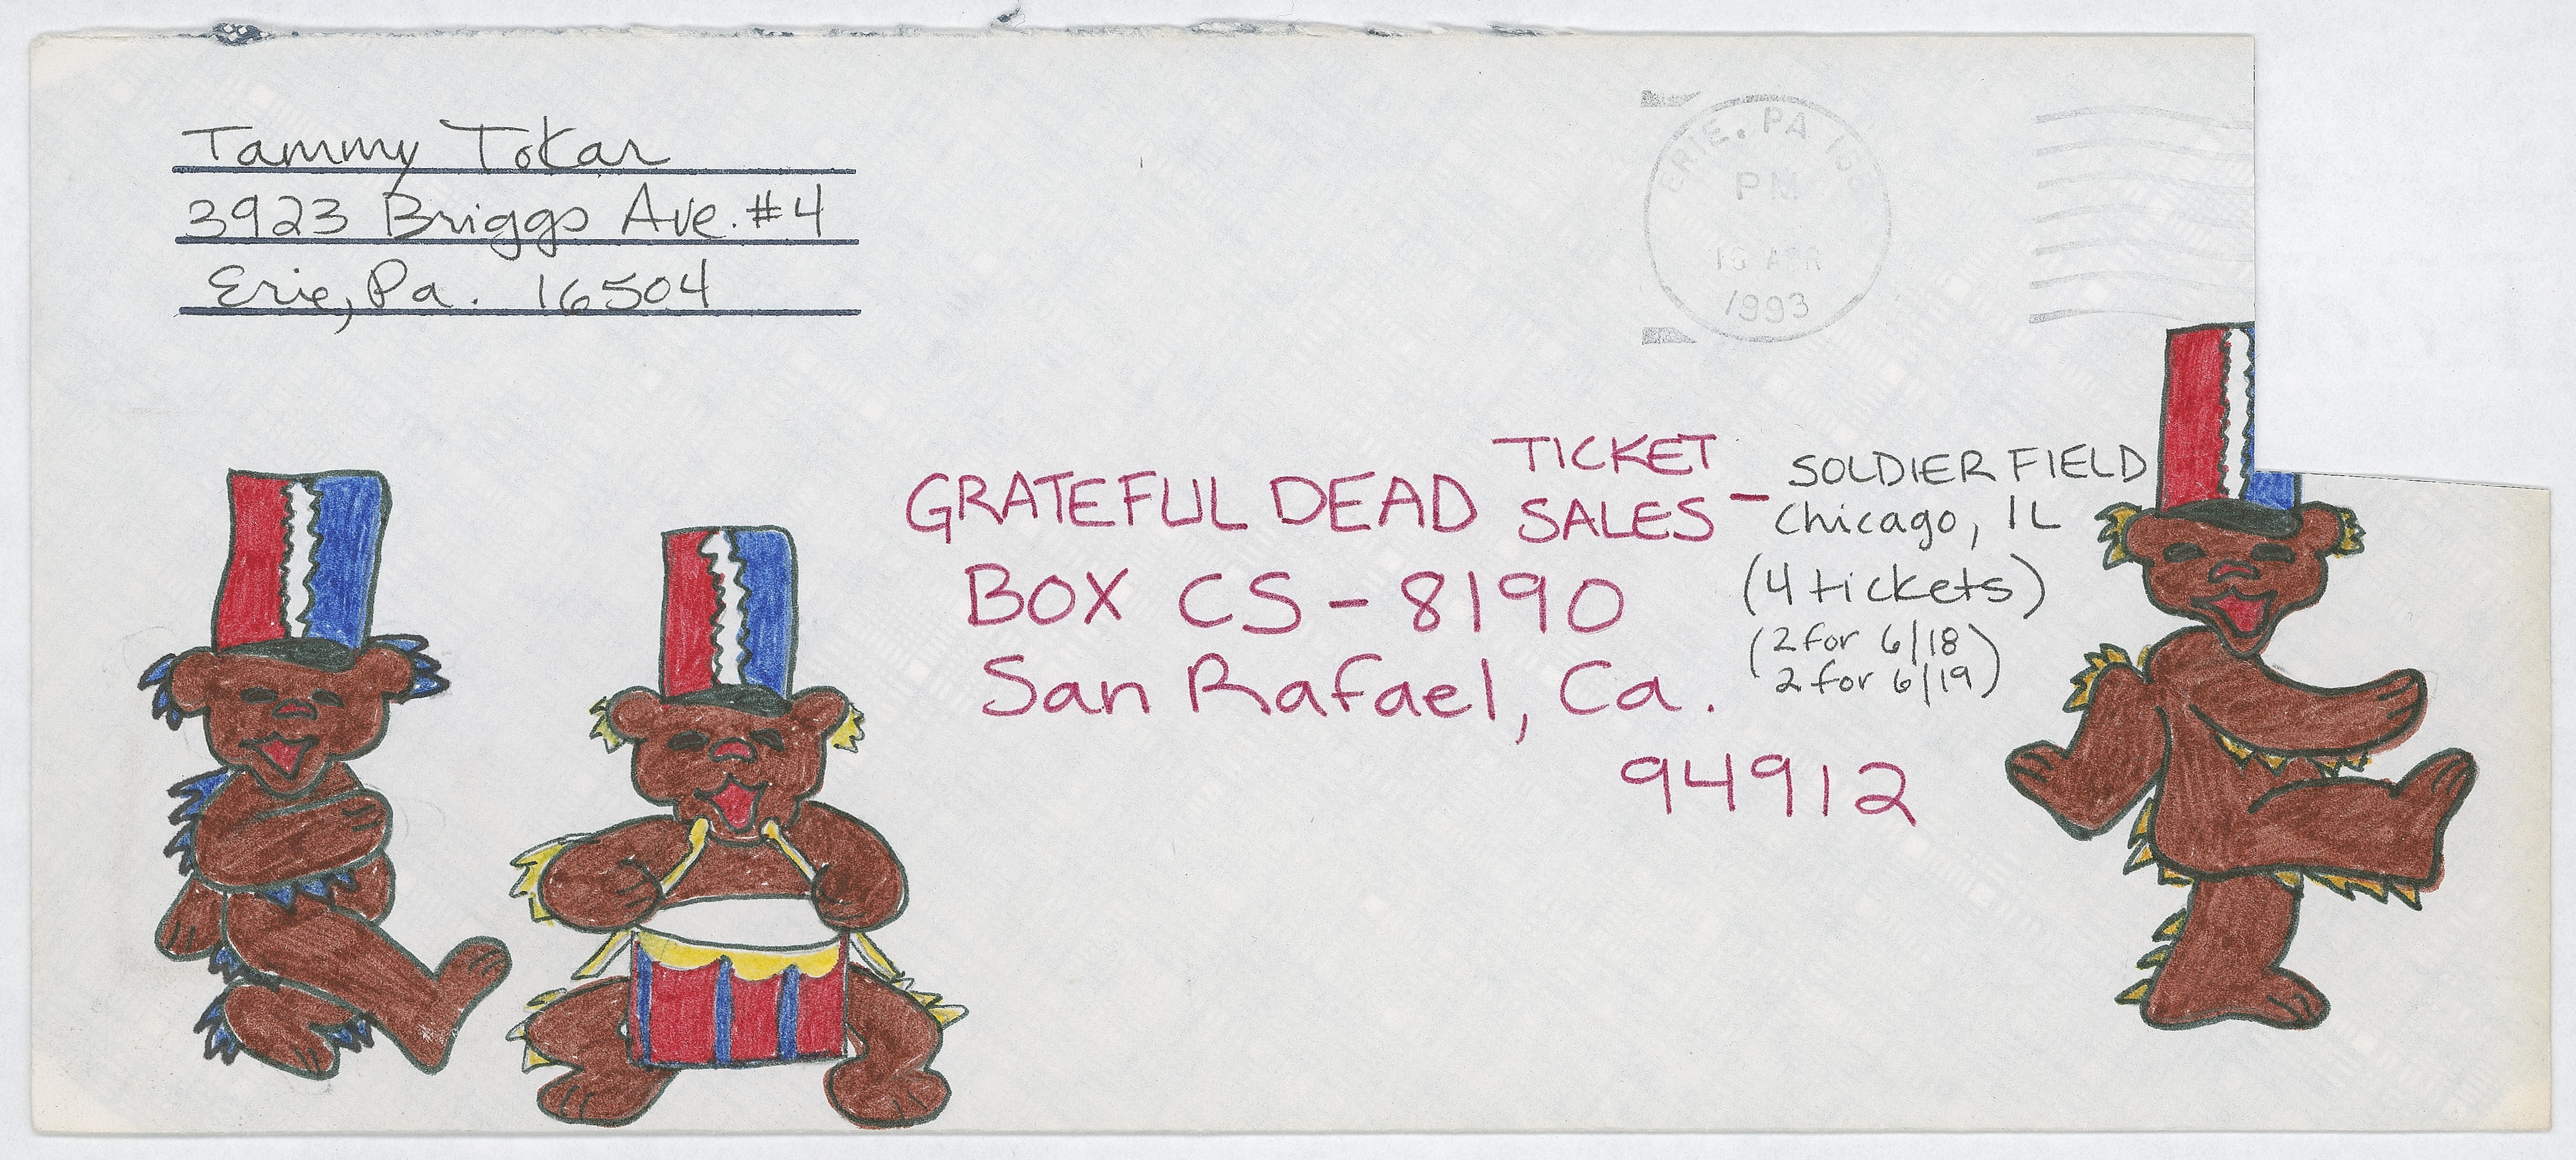 Tammy Tokar
3923 Briggs Ave. #4
Erie, Pa. 16504
ERIE, PA
PM
APR
1993
GRATEFUL DEAD TICKET SALES - SOLDIER FIELD
Chicago, IL
BOX CS-8190
(4 tickets)
(2 for 6/18
2 for 6/19)
San Rafael, Ca.
94912